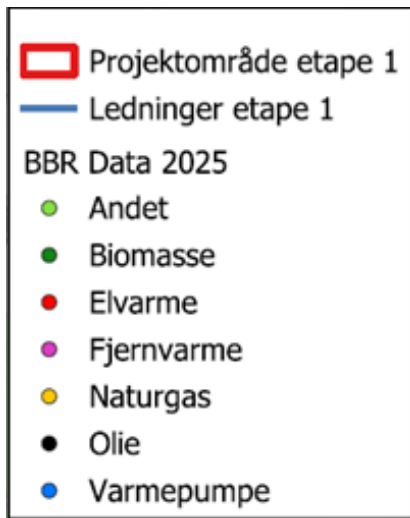 Projektområde etape 1
Ledninger etape 1
BBR Data 2025
Andet
Biomasse
Elvarme
Fjernvarme
Naturgas
Olie
Varmepumpe